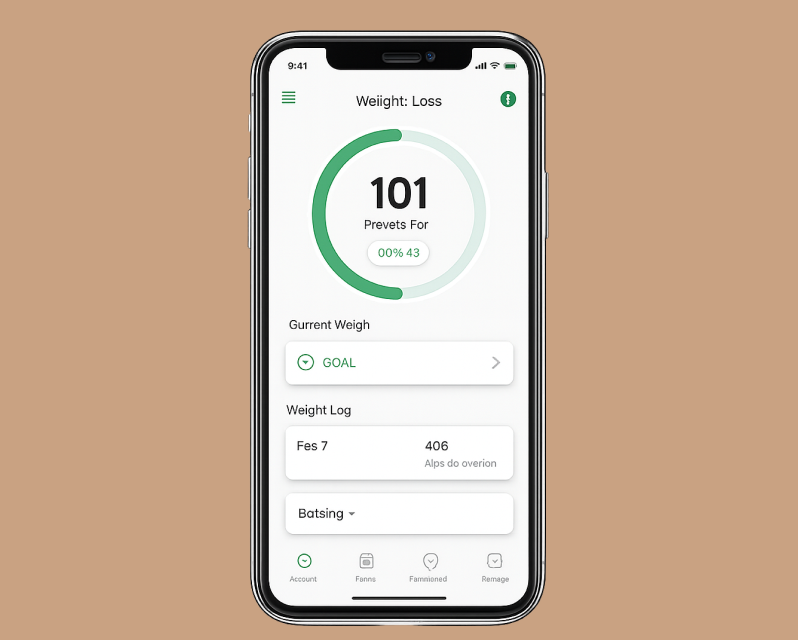 9:41
Weiight: Loss
101
Prevets For
00% 43
Gurrent Weigh
GOAL
Weight Log
Fes 7 406
Alps do overion
Batsing
Account Fanns Fammioned Remage